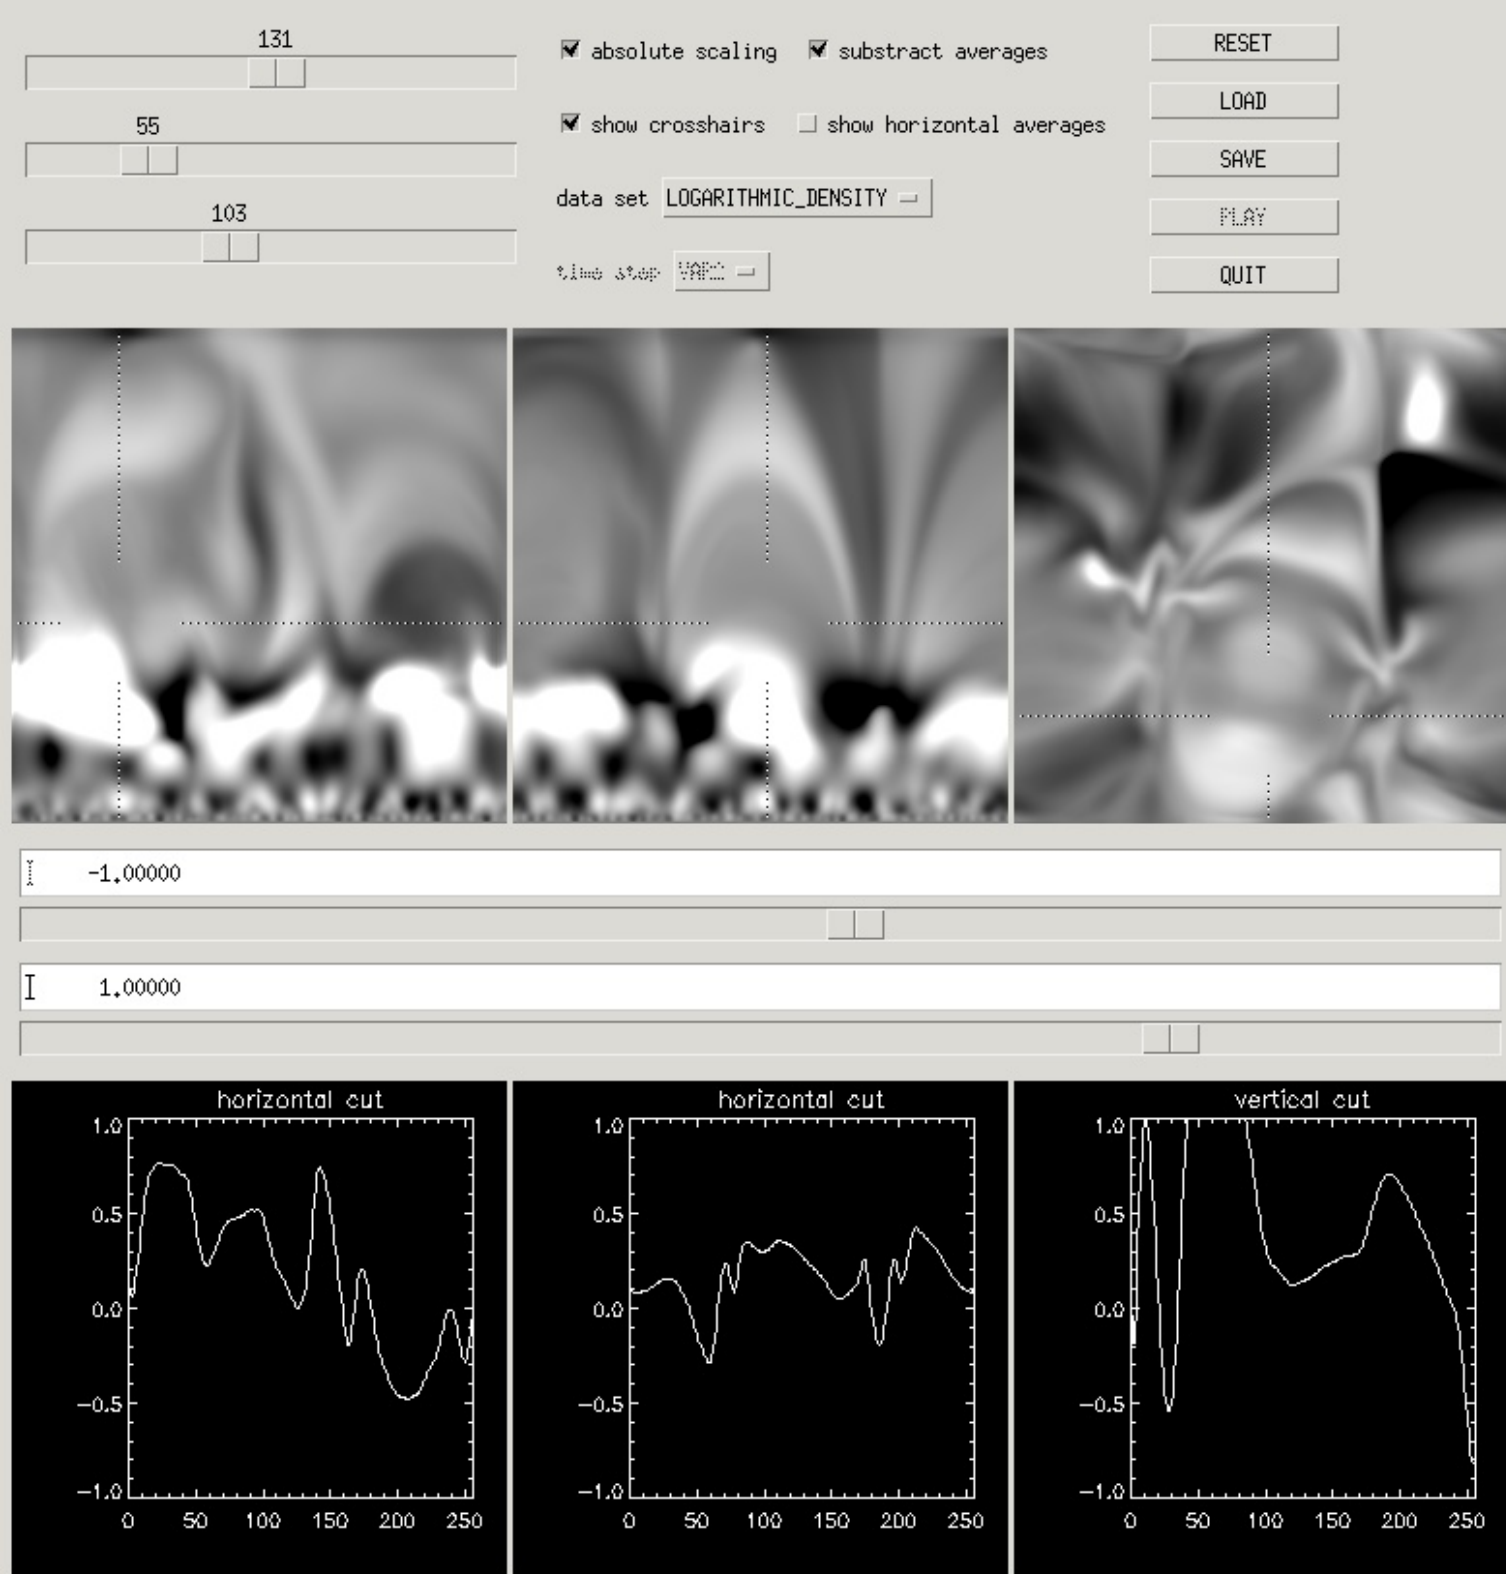 131
absolute scaling substract averages
RESET
55
show crosshairs show horizontal averages
LOAD
103
data set LOGARITHMIC_DENSITY
SAVE
PLAY
time step
QUIT
-1.00000
1.00000
horizontal cut
1.0
0.5
0.0
-0.5
-1.0
0 50 100 150 200 250
horizontal cut
1.0
0.5
0.0
-0.5
-1.0
0 50 100 150 200 250
vertical cut
1.0
0.5
0.0
-0.5
-1.0
0 50 100 150 200 250